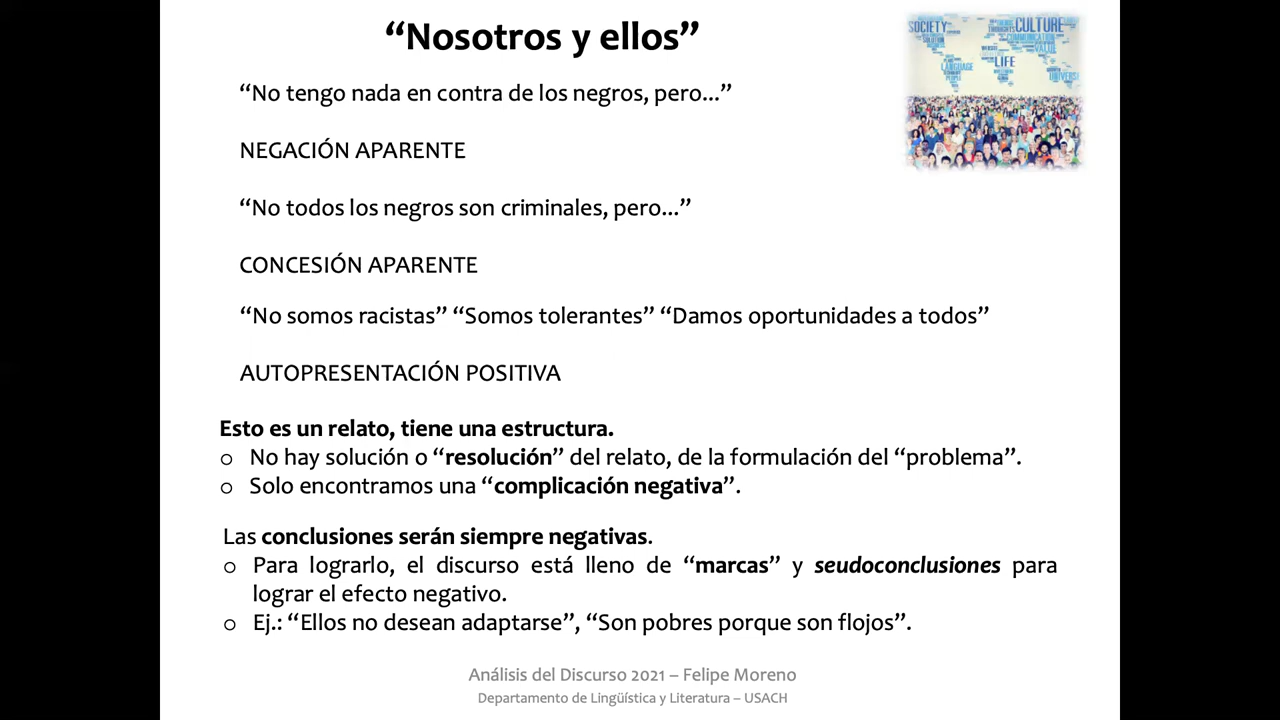 “Nosotros y ellos”
SOCIETY
CULTURE
COMMUNICATION
VALUE
LIFE
LANGUAGE
PEOPLE
UNIVERSE
“No tengo nada en contra de los negros, pero...”
NEGACIÓN APARENTE
“No todos los negros son criminales, pero...”
CONCESIÓN APARENTE
“No somos racistas” “Somos tolerantes” “Damos oportunidades a todos”
AUTOPRESENTACIÓN POSITIVA
Esto es un relato, tiene una estructura.
o No hay solución o “resolución” del relato, de la formulación del “problema”.
o Solo encontramos una “complicación negativa”.
Las conclusiones serán siempre negativas.
o Para lograrlo, el discurso está lleno de “marcas” y seudoconclusiones para
lograr el efecto negativo.
o Ej.: “Ellos no desean adaptarse”, “Son pobres porque son flojos”.
Análisis del Discurso 2021 – Felipe Moreno
Departamento de Lingüística y Literatura – USACH